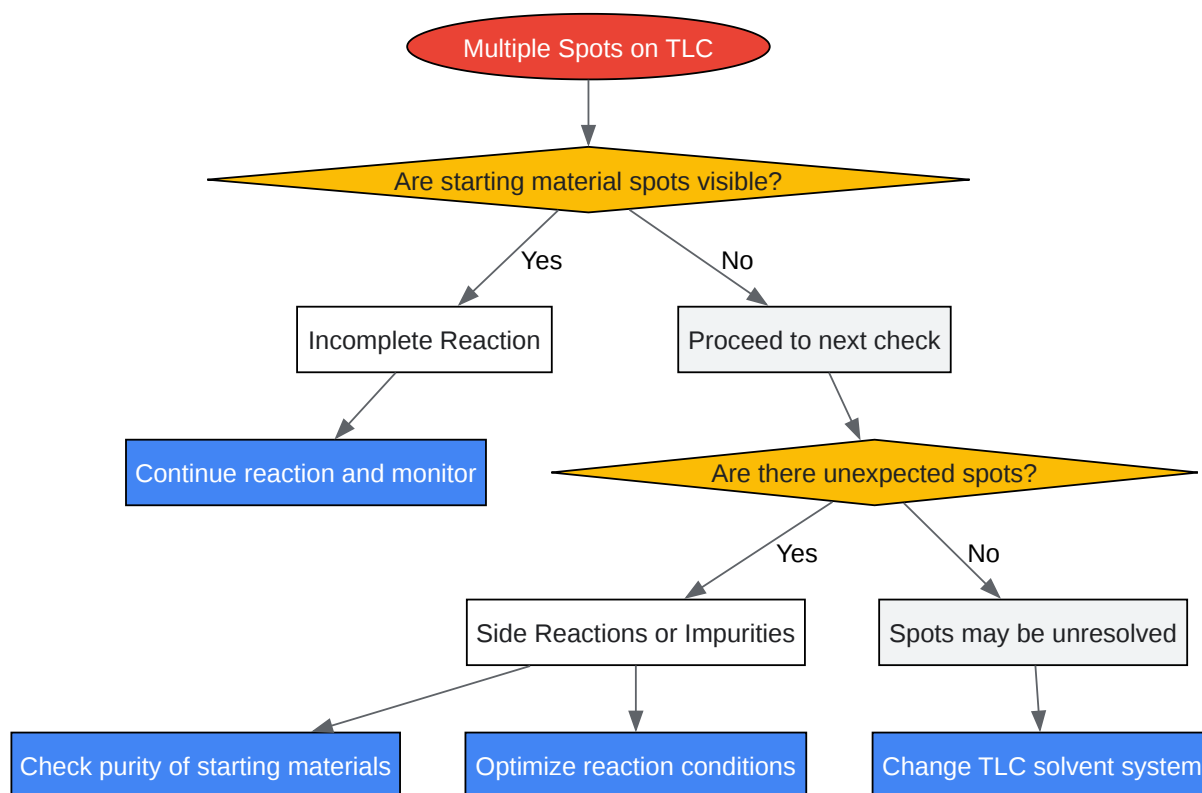 Multiple Spots on TLC
Are starting material spots visible?
Yes
No
Incomplete Reaction
Proceed to next check
Continue reaction and monitor
Are there unexpected spots?
Yes
No
Side Reactions or Impurities
Spots may be unresolved
Check purity of starting materials
Optimize reaction conditions
Change TLC solvent system